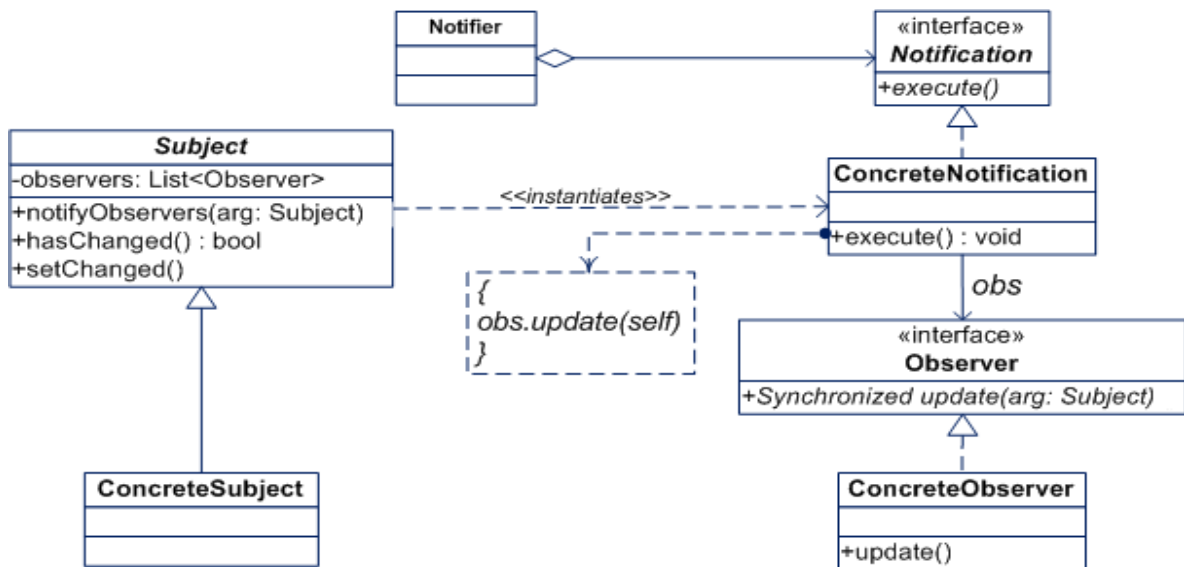 Notifier
«interface»
Notification
+execute()
Subject
-observers: List<Observer>
+notifyObservers(arg: Subject)
+hasChanged() : bool
+setChanged()
<<instantiates>>
ConcreteNotification
+execute() : void
{
obs.update(self)
}
obs
«interface»
Observer
+Synchronized update(arg: Subject)
ConcreteSubject
ConcreteObserver
+update()